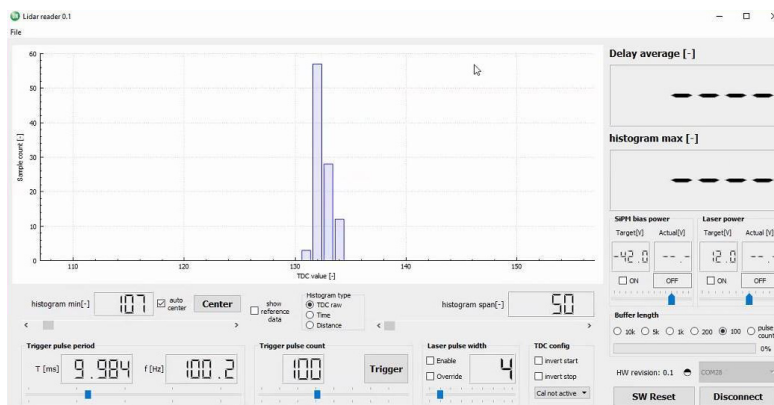 Lidar reader 0.1
File
Delay average [-]
- - - -
histogram max [-]
- - - -
60
50
40
30
20
10
0
Sample count [-]
110 120 130 140 150
TDC value [-]
histogram min[-] 107 auto center Center
show reference data
Histogram type
TDC raw
Time
Distance
histogram span[-] 50
Trigger pulse period
T [ms] 9.984 f [Hz] 100.2
Trigger pulse count
100 Trigger
Laser pulse width
Enable
Override
4
TDC config
invert start
invert stop
Cal not active
SiPM bias power
Target[V] Actual[V]
-42.0 --.-
ON OFF
Laser power
Target[V] Actual [V]
12.0 --.-
ON OFF
Buffer length
10k 5k 1k 200 100 pulse count
0%
HW revision: 0.1 COM28
SW Reset Disconnect